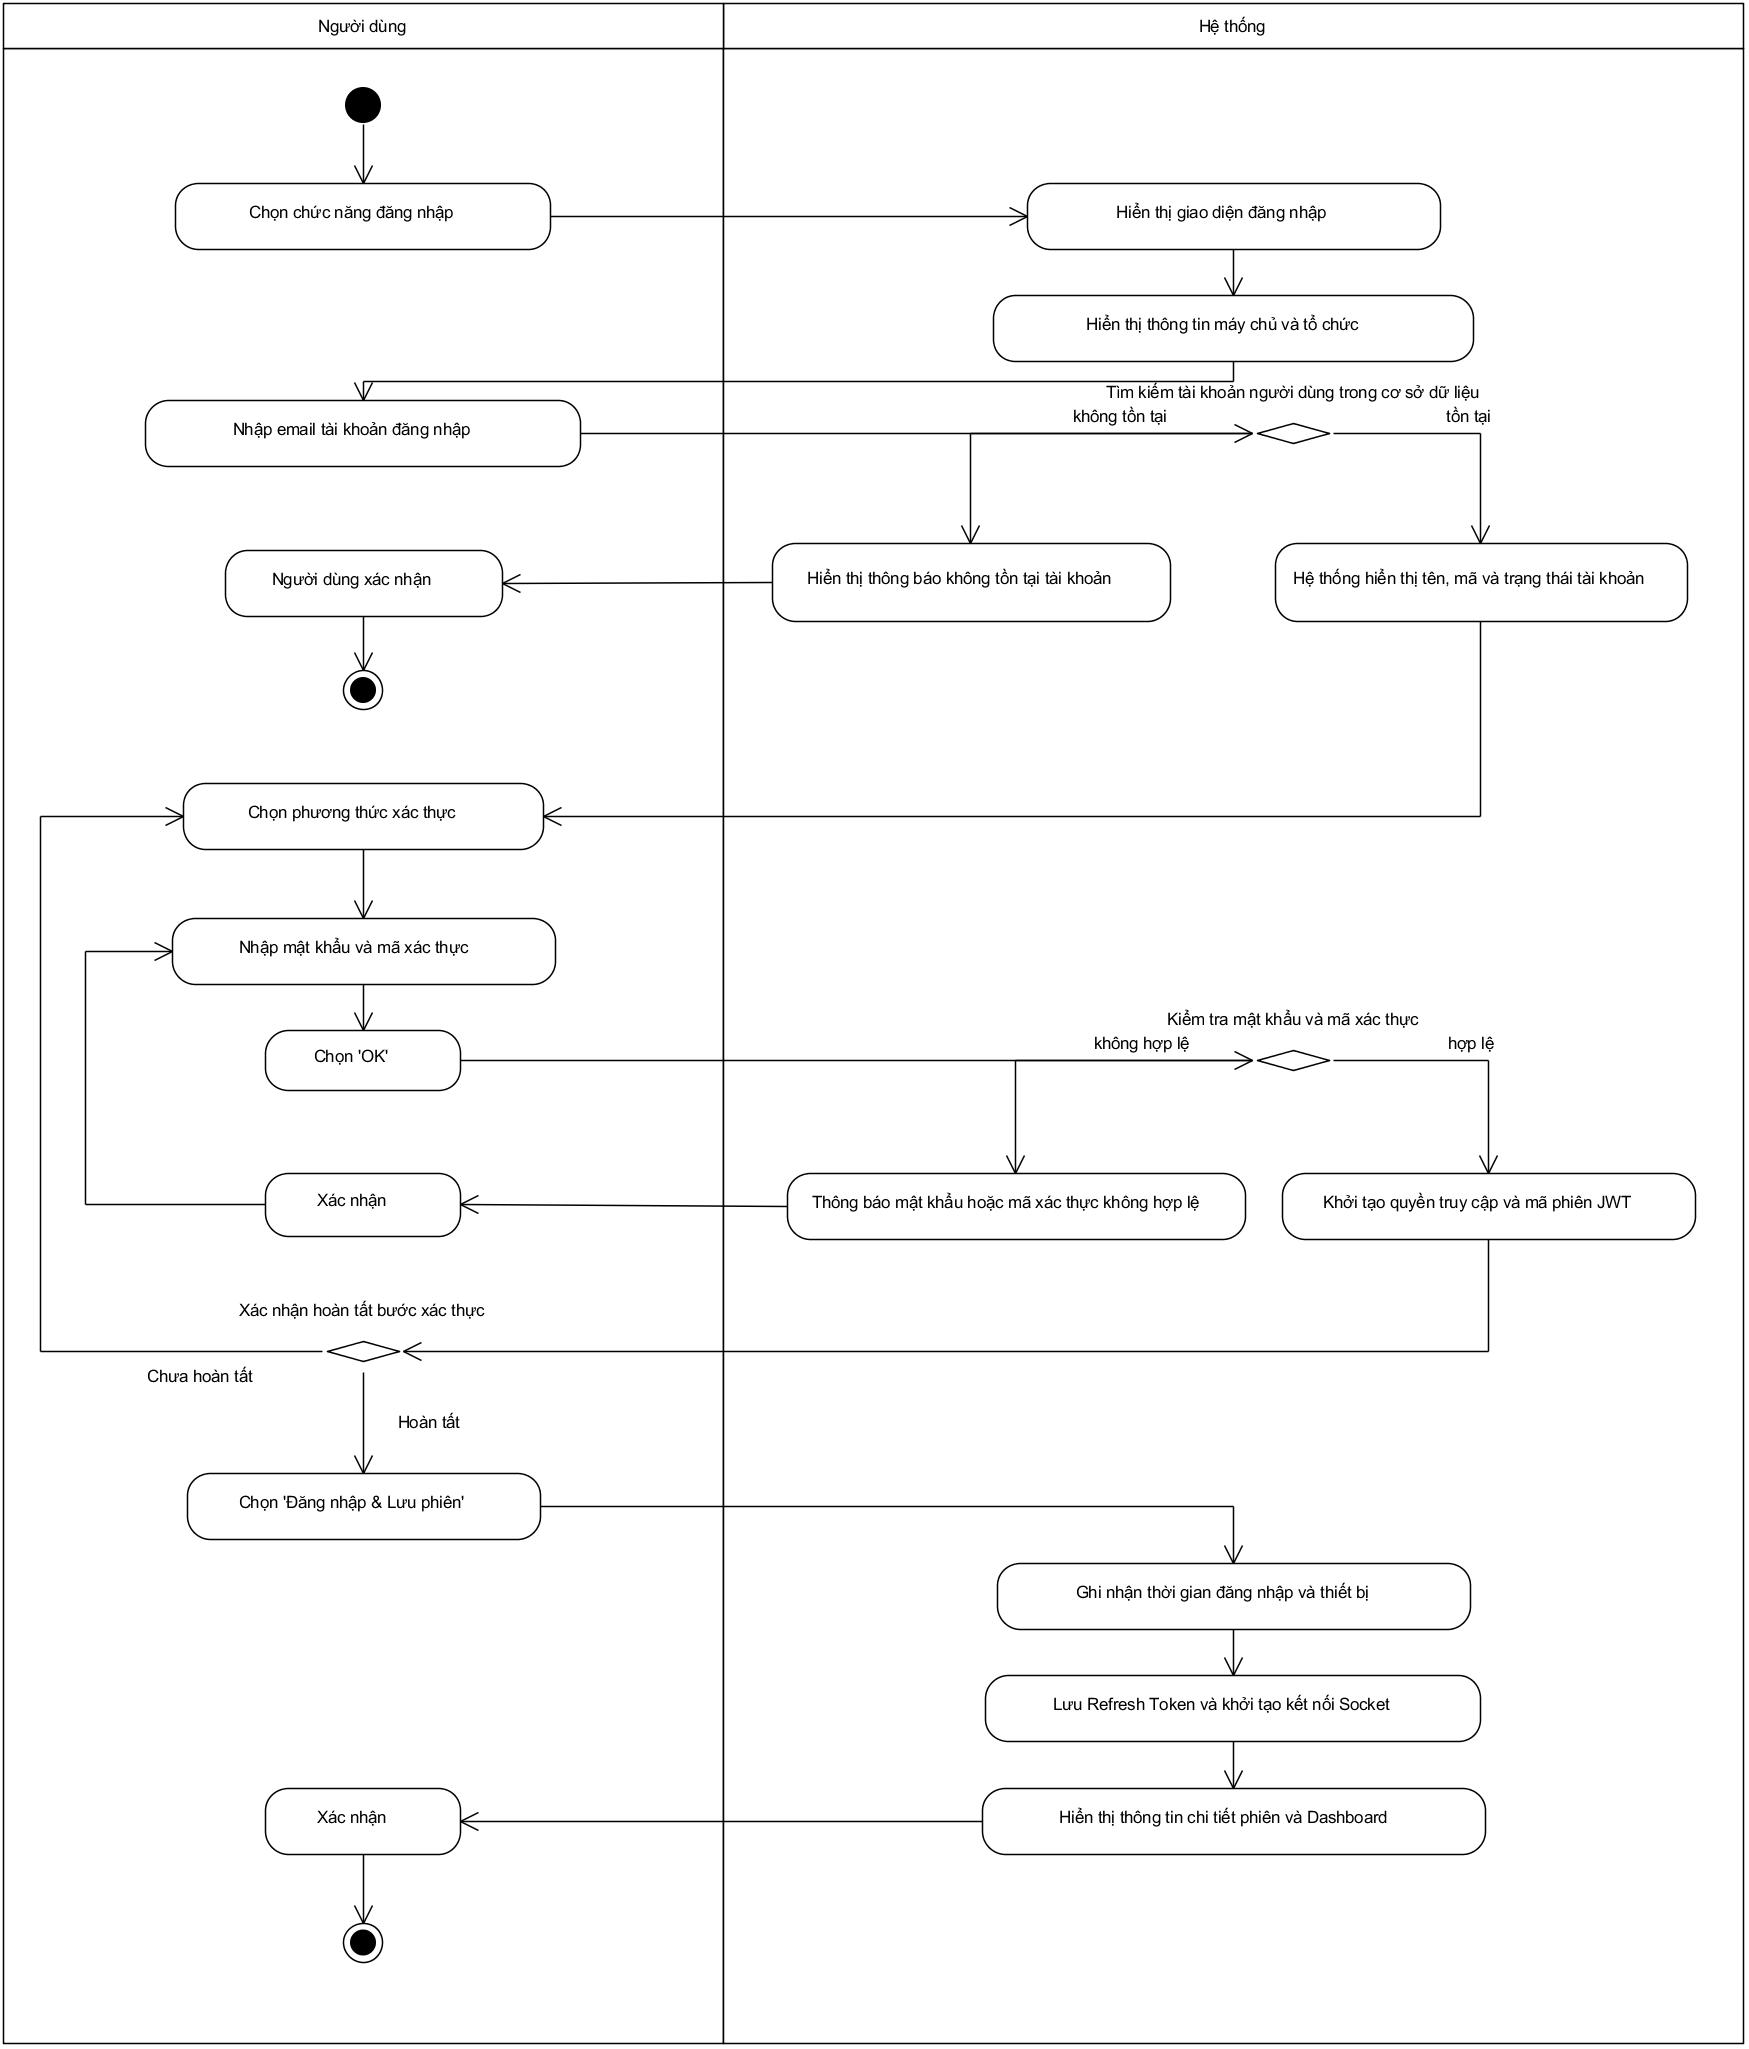 Người dùng
Hệ thống
Chọn chức năng đăng nhập
Hiển thị giao diện đăng nhập
Hiển thị thông tin máy chủ và tổ chức
Tìm kiếm tài khoản người dùng trong cơ sở dữ liệu
không tồn tại
tồn tại
Nhập email tài khoản đăng nhập
Người dùng xác nhận
Hiển thị thông báo không tồn tại tài khoản
Hệ thống hiển thị tên, mã và trạng thái tài khoản
Chọn phương thức xác thực
Nhập mật khẩu và mã xác thực
Kiểm tra mật khẩu và mã xác thực
không hợp lệ
hợp lệ
Chọn 'OK'
Xác nhận
Thông báo mật khẩu hoặc mã xác thực không hợp lệ
Khởi tạo quyền truy cập và mã phiên JWT
Xác nhận hoàn tất bước xác thực
Chưa hoàn tất
Hoàn tất
Chọn 'Đăng nhập & Lưu phiên'
Ghi nhận thời gian đăng nhập và thiết bị
Lưu Refresh Token và khởi tạo kết nối Socket
Xác nhận
Hiển thị thông tin chi tiết phiên và Dashboard